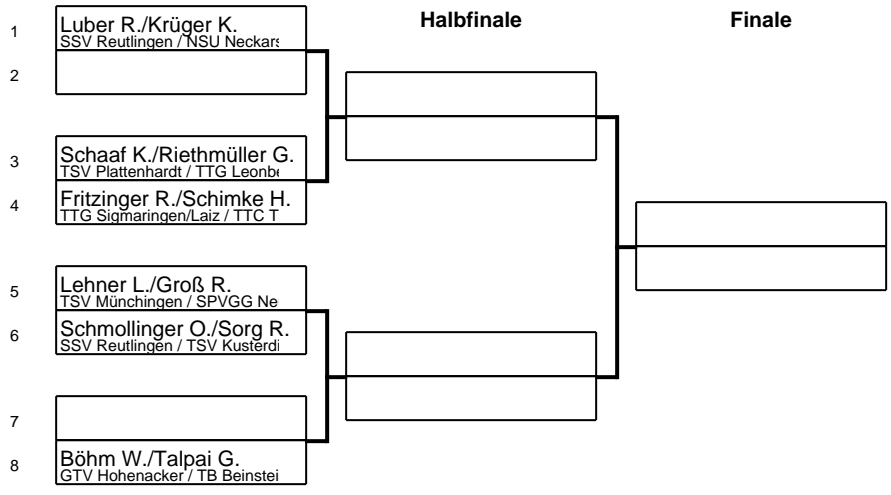 Halbfinale
Finale
1
Luber R./Krüger K.
SSV Reutlingen / NSU Neckars
2
3
Schaaf K./Riethmüller G.
TSV Plattenhardt / TTG Leonbe
4
Fritzinger R./Schimke H.
TTG Sigmaringen/Laiz / TTC T
5
Lehner L./Groß R.
TSV Münchingen / SPVGG Ne
6
Schmollinger O./Sorg R.
SSV Reutlingen / TSV Kusterdi
7
8
Böhm W./Talpai G.
GTV Hohenacker / TB Beinstei